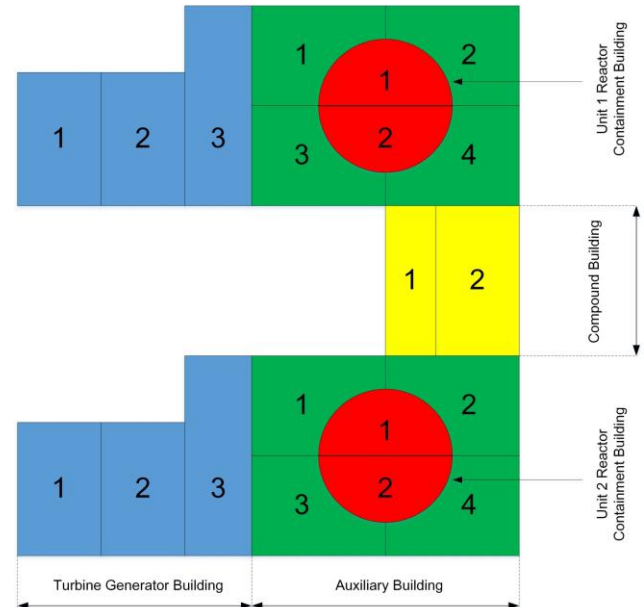 1
2
1
1
2
3
2
3
4
Unit 1 Reactor
Containment Building
1
2
Compound Building
1
2
1
1
2
3
2
3
4
Unit 2 Reactor
Containment Building
Turbine Generator Building
Auxiliary Building